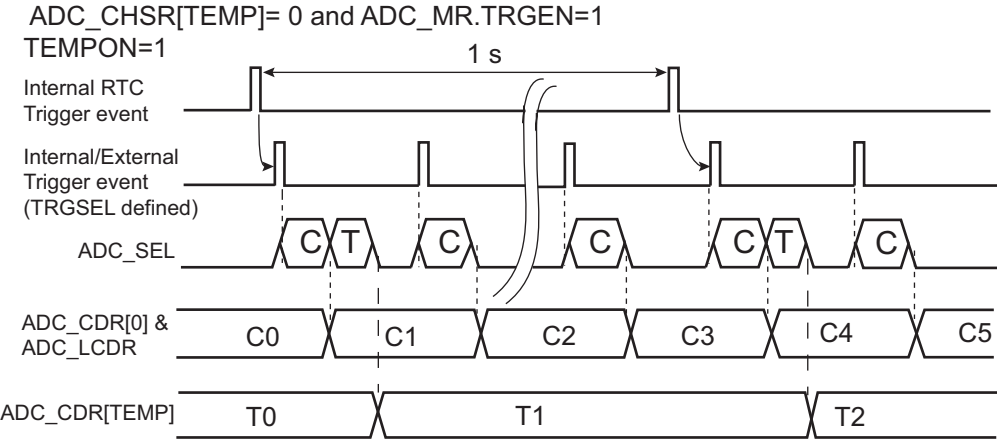 ADC_CHSR[TEMP]= 0 and ADC_MR.TRGEN=1
TEMPON=1
1 s
Internal RTC
Trigger event
Internal/External
Trigger event
(TRGSEL defined)
ADC_SEL
C T C C C T C
ADC_CDR[0] &
ADC_LCDR
C0 C1 C2 C3 C4 C5
ADC_CDR[TEMP]
T0 T1 T2